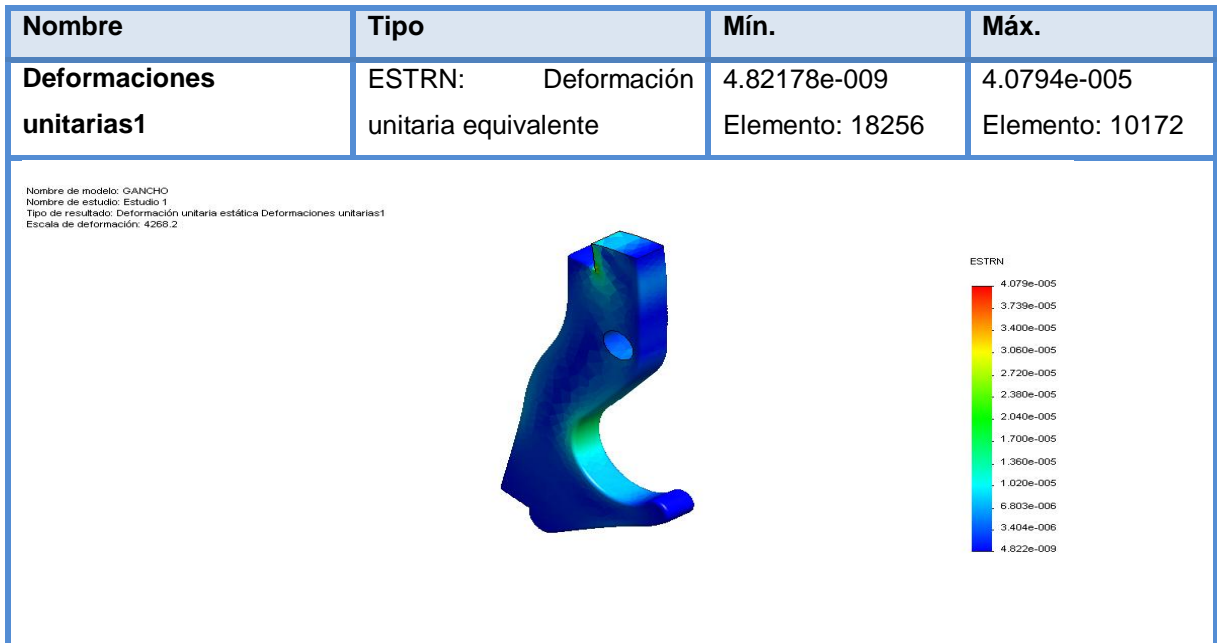 Nombre Tipo Mín. Máx.
Deformaciones unitarias1
ESTRN: Deformación unitaria equivalente
4.82178e-009
Elemento: 18256
4.0794e-005
Elemento: 10172
Nombre de modelo: GANCHO
Nombre de estudio: Estudio 1
Tipo de resultado: Deformación unitaria estática Deformaciones unitarias1
Escala de deformación: 4268.2
ESTRN
4.079e-005
3.739e-005
3.400e-005
3.060e-005
2.720e-005
2.380e-005
2.040e-005
1.700e-005
1.360e-005
1.020e-005
6.803e-006
3.404e-006
4.822e-009